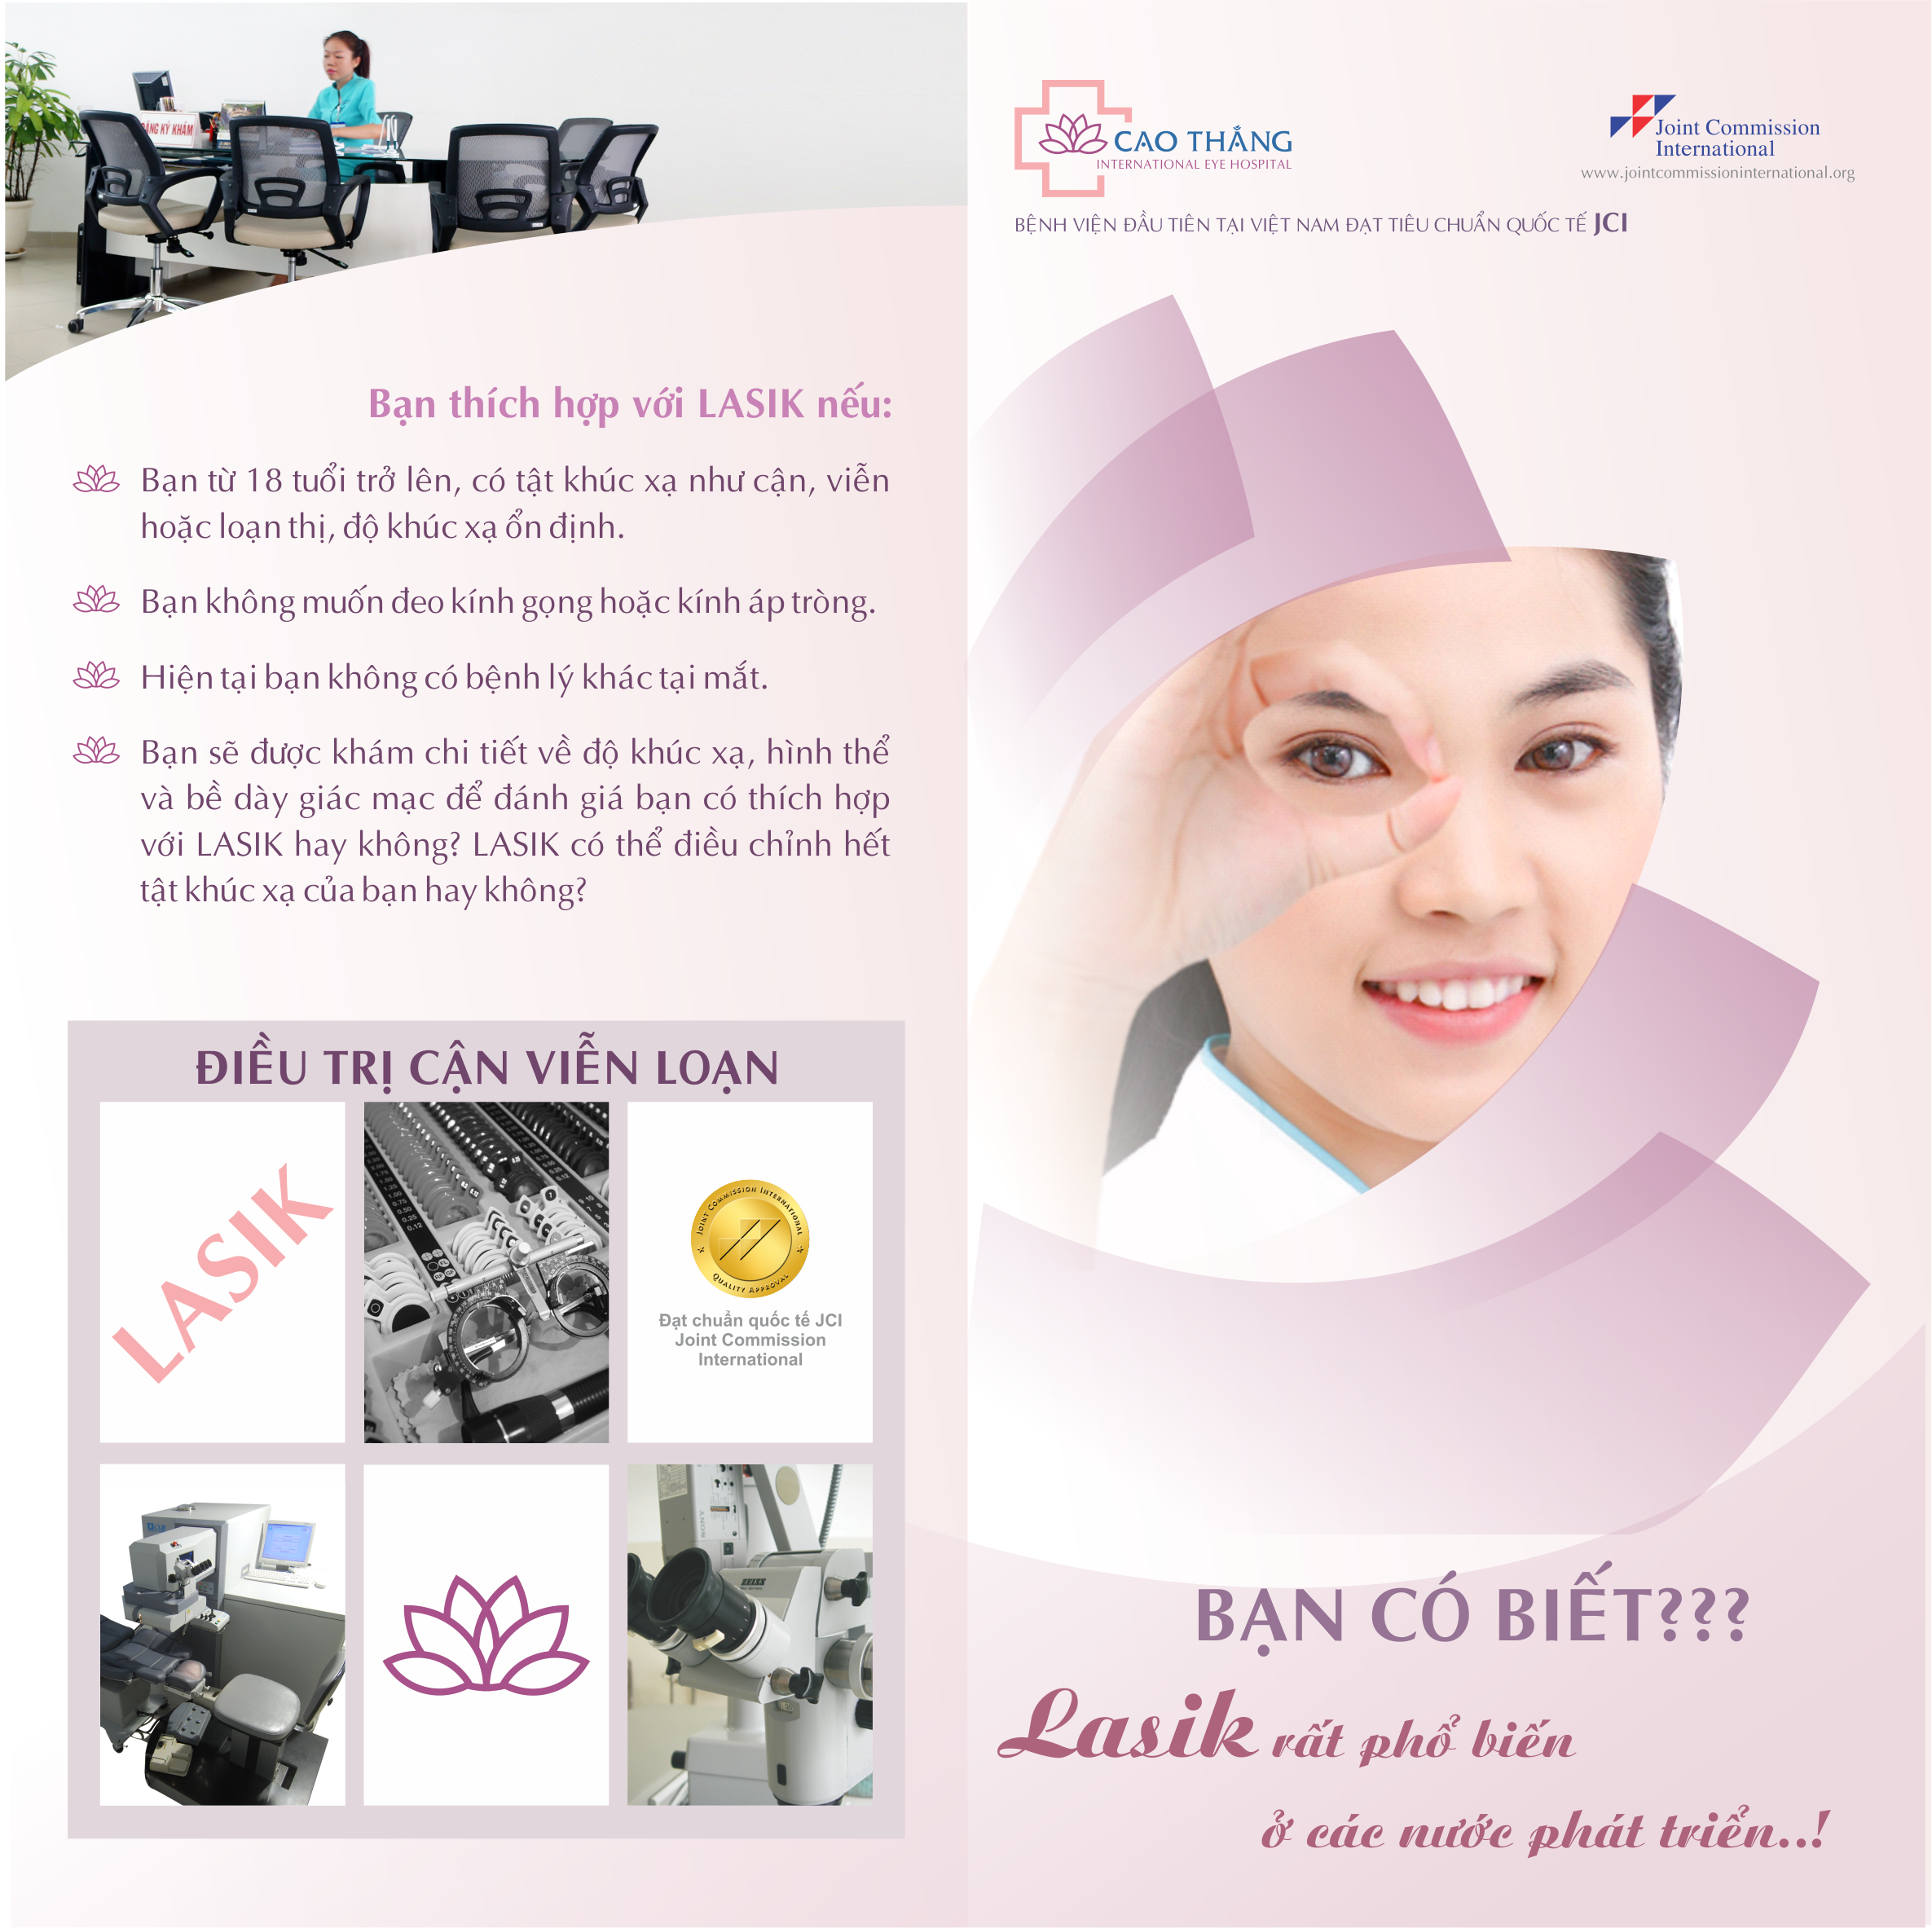 ĐĂNG KÝ KHÁM
Bạn thích hợp với LASIK nếu:
Bạn từ 18 tuổi trở lên, có tật khúc xạ như cận, viễn
hoặc loạn thị, độ khúc xạ ổn định.
Bạn không muốn đeo kính gọng hoặc kính áp tròng.
Hiện tại bạn không có bệnh lý khác tại mắt.
Bạn sẽ được khám chi tiết về độ khúc xạ, hình thể
và bề dày giác mạc để đánh giá bạn có thích hợp
với LASIK hay không? LASIK có thể điều chỉnh hết
tật khúc xạ của bạn hay không?
ĐIỀU TRỊ CẬN VIỄN LOẠN
LASIK
JOINT COMMISSION INTERNATIONAL
QUALITY APPROVAL
Đạt chuẩn quốc tế JCI
Joint Commission
International
ZEISS
SONY
CAO THẮNG
INTERNATIONAL EYE HOSPITAL
Joint Commission
International
www.jointcommissioninternational.org
BỆNH VIỆN ĐẦU TIÊN TẠI VIỆT NAM ĐẠT TIÊU CHUẨN QUỐC TẾ JCI
BẠN CÓ BIẾT???
Lasik rất phổ biến
ở các nước phát triển..!